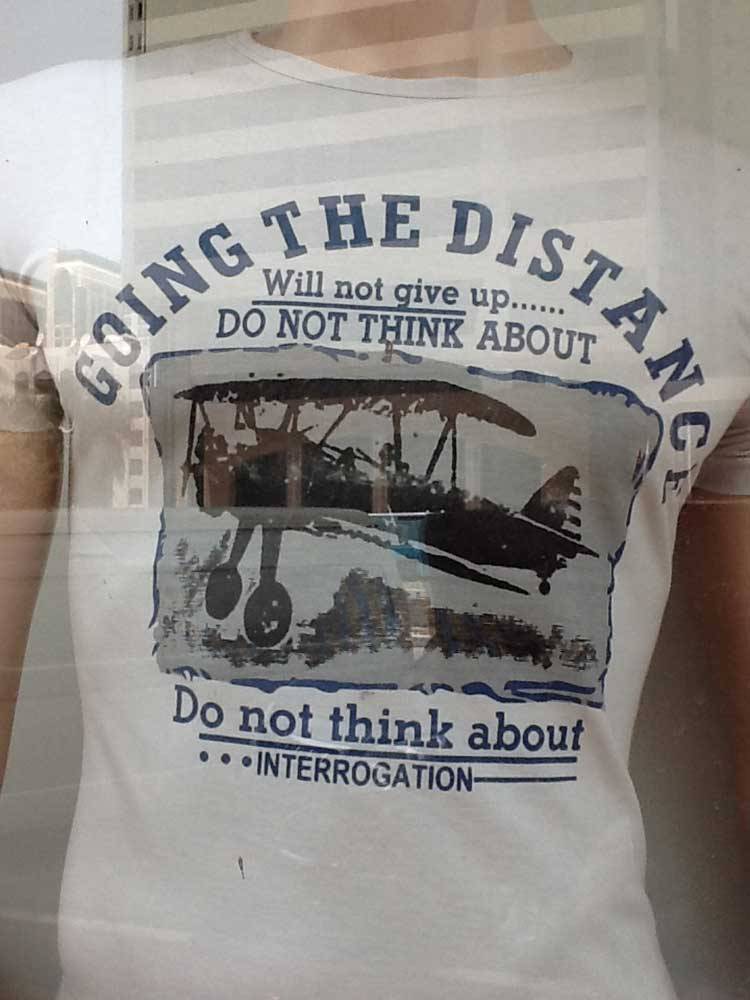 GOING THE DISTANCE
Will not give up......
DO NOT THINK ABOUT
Do not think about
•••INTERROGATION